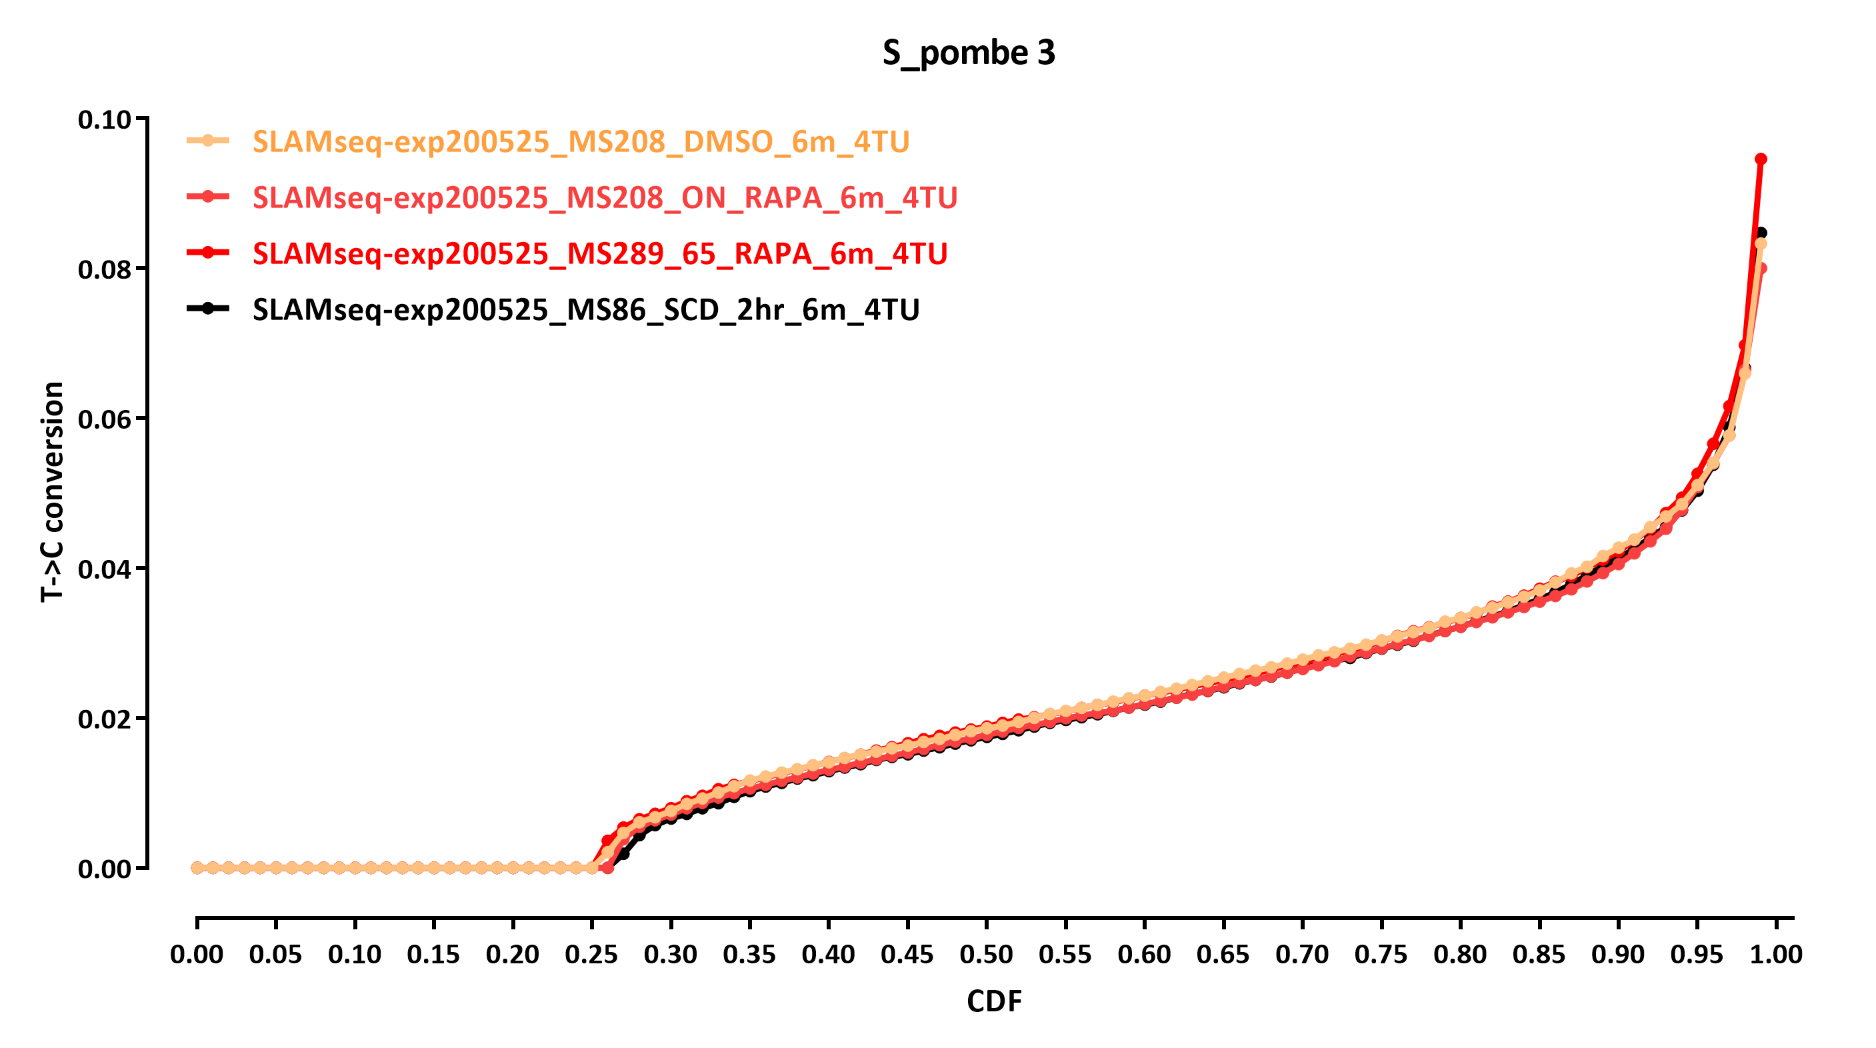 S_pombe 3
0.10
0.08
0.06
0.04
0.02
0.00
T->C conversion
SLAMseq-exp200525_MS208_DMSO_6m_4TU
SLAMseq-exp200525_MS208_ON_RAPA_6m_4TU
SLAMseq-exp200525_MS289_65_RAPA_6m_4TU
SLAMseq-exp200525_MS86_SCD_2hr_6m_4TU
0.00 0.05 0.10 0.15 0.20 0.25 0.30 0.35 0.40 0.45 0.50 0.55 0.60 0.65 0.70 0.75 0.80 0.85 0.90 0.95 1.00
CDF